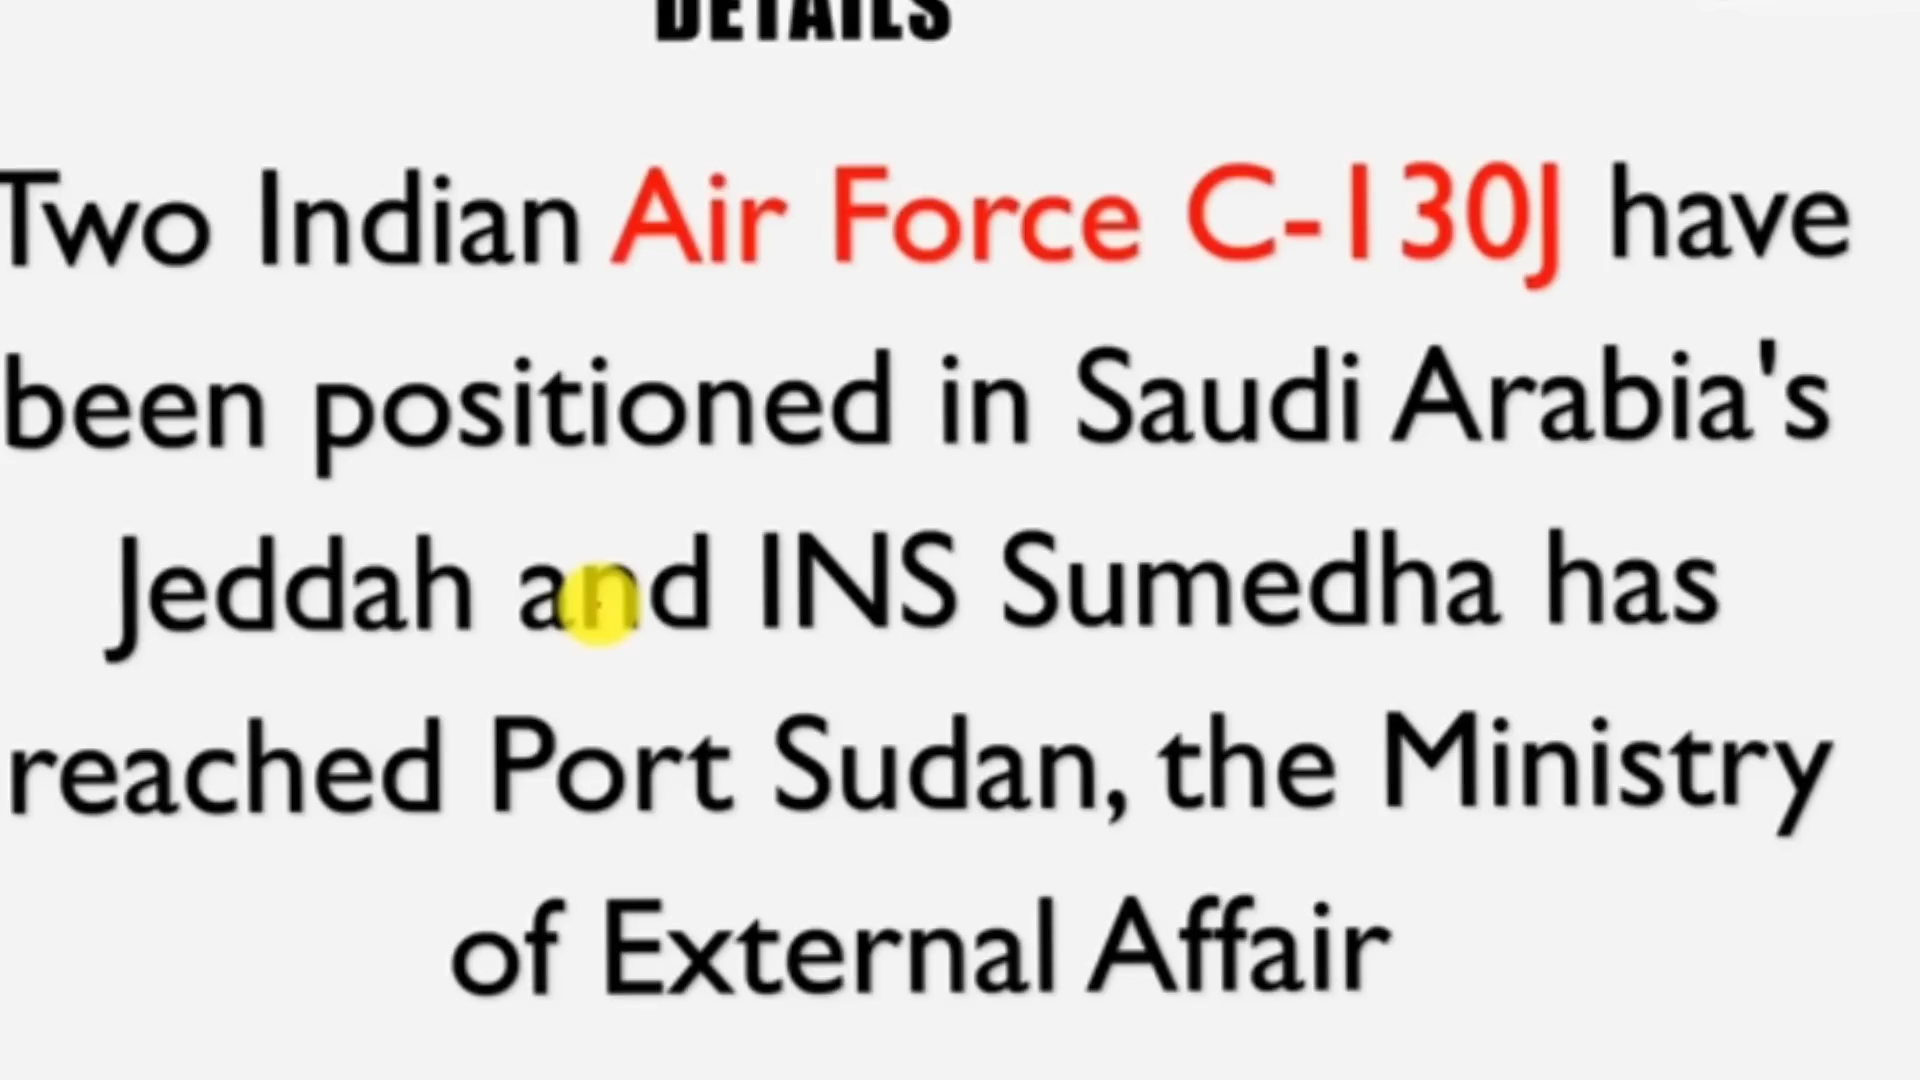 DETAILS
Two Indian Air Force C-130J have
been positioned in Saudi Arabia's
Jeddah and INS Sumedha has
reached Port Sudan, the Ministry
of External Affair